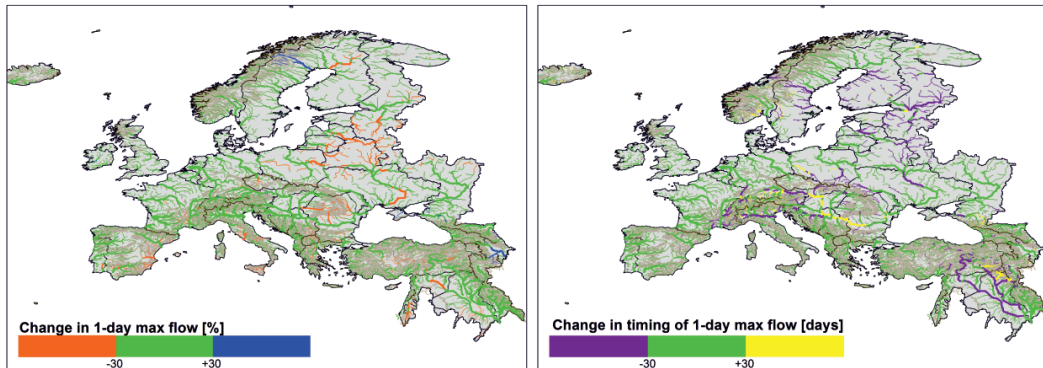 Change in 1-day max flow [%]
-30 +30
Change in timing of 1-day max flow [days]
-30 +30